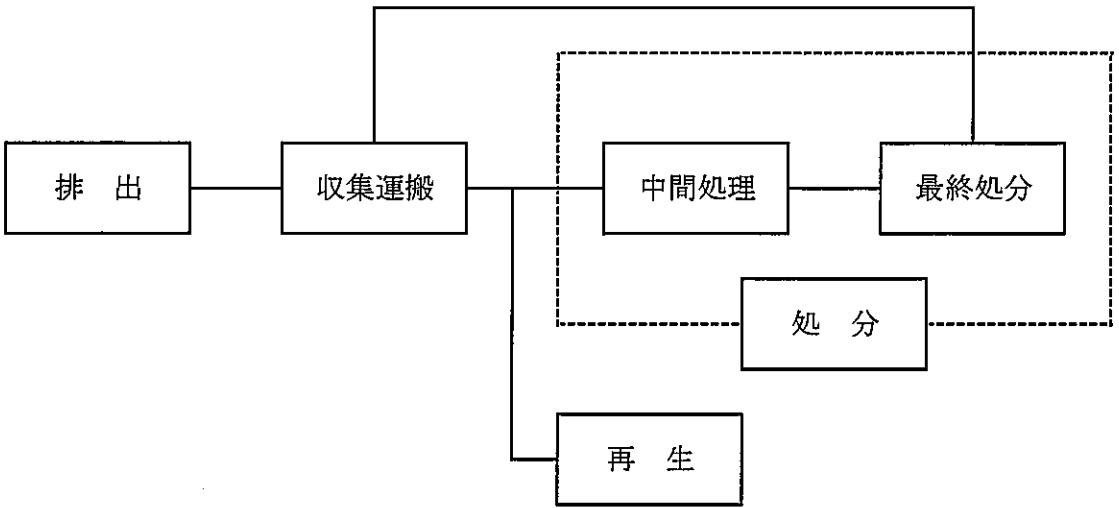 排出
収集運搬
中間処理
最終処分
処分
再生